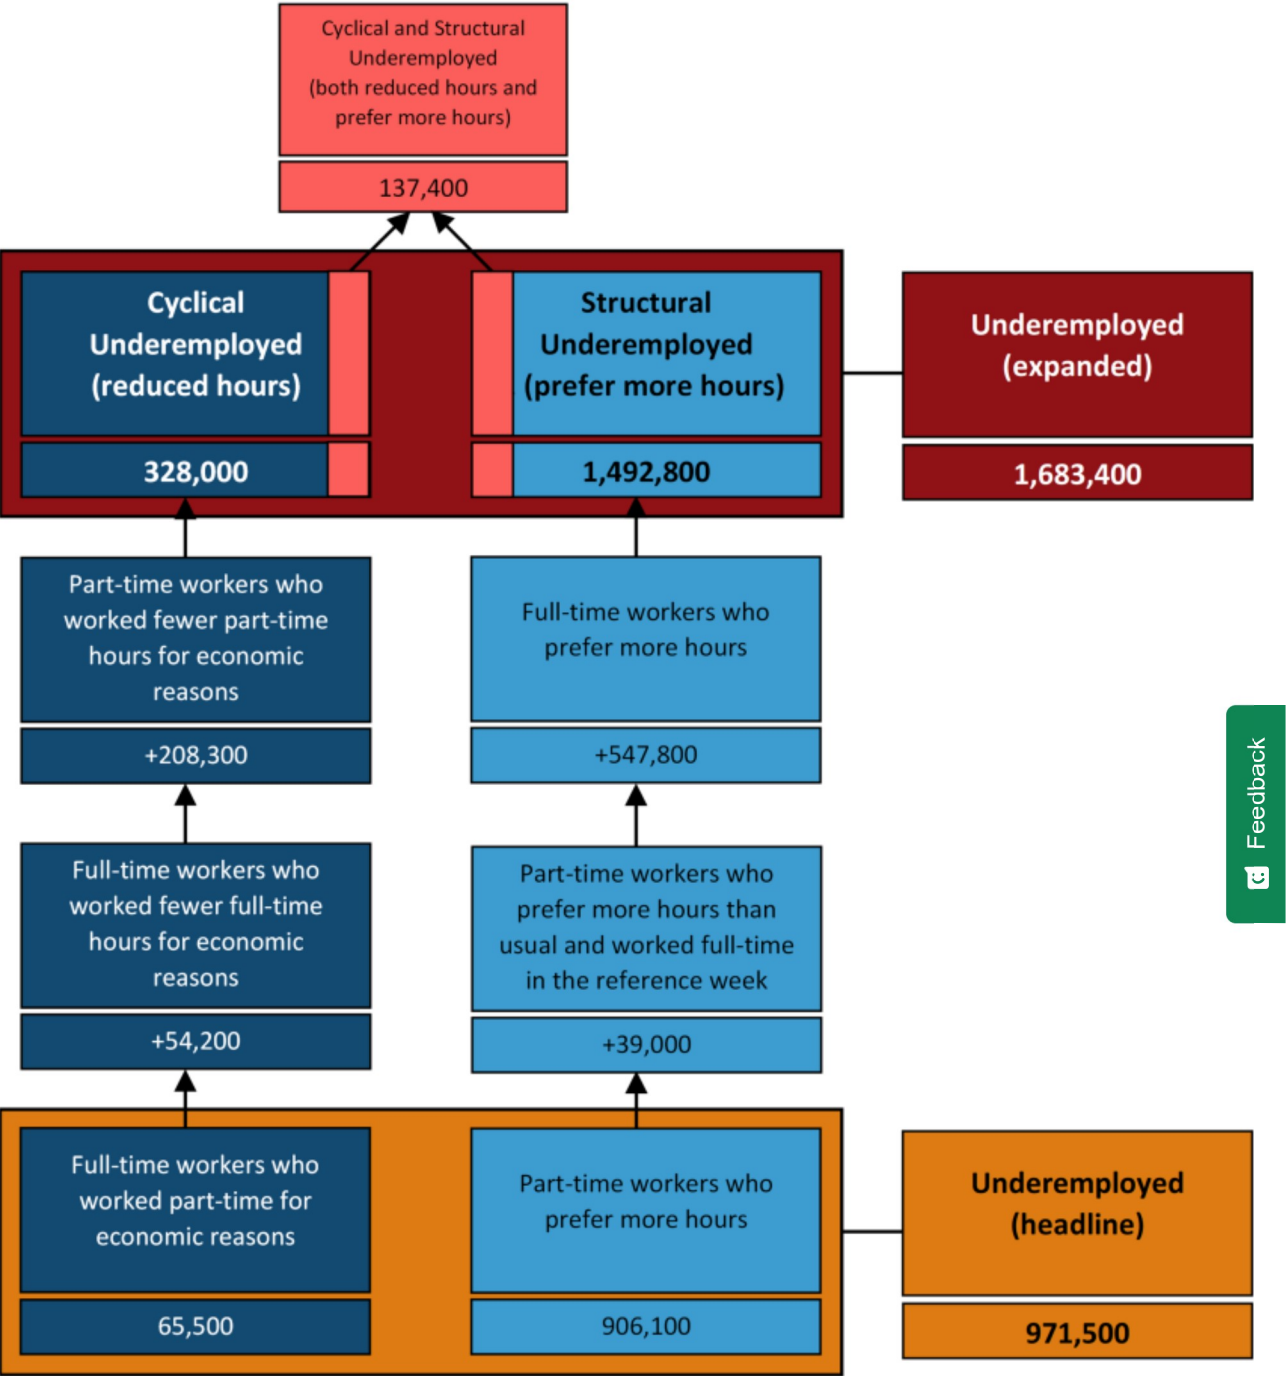 Cyclical and Structural
Underemployed
(both reduced hours and
prefer more hours)
137,400
Cyclical
Underemployed
(reduced hours)
328,000
Structural
Underemployed
(prefer more hours)
1,492,800
Underemployed
(expanded)
1,683,400
Part-time workers who
worked fewer part-time
hours for economic
reasons
+208,300
Full-time workers who
prefer more hours
+547,800
Full-time workers who
worked fewer full-time
hours for economic
reasons
+54,200
Part-time workers who
prefer more hours than
usual and worked full-time
in the reference week
+39,000
Full-time workers who
worked part-time for
economic reasons
65,500
Part-time workers who
prefer more hours
906,100
Underemployed
(headline)
971,500
Feedback